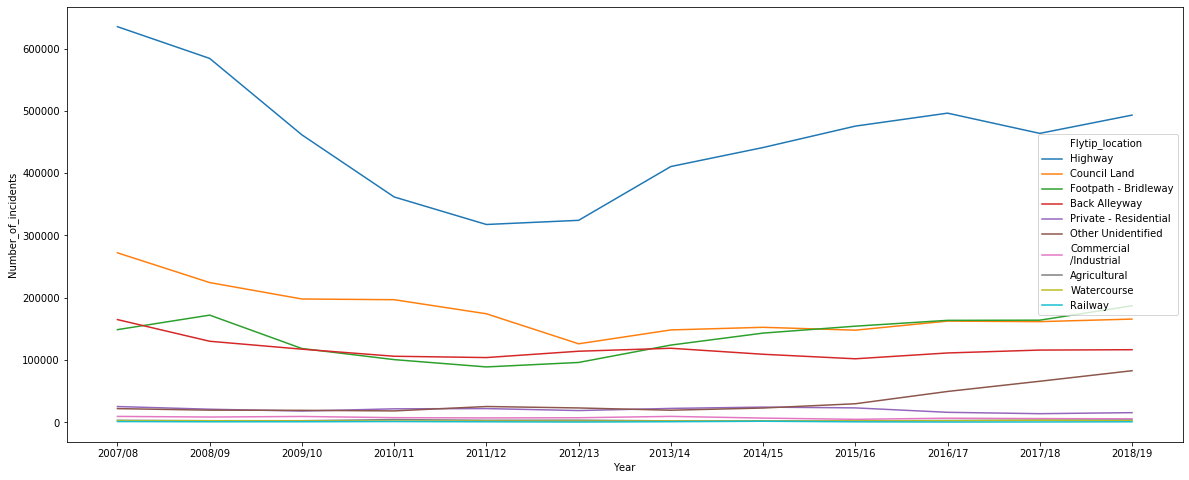 600000
500000
400000
300000
200000
100000
0
Number_of_incidents
Flytip_location
Highway
Council Land
Footpath - Bridleway
Back Alleyway
Private - Residential
Other Unidentified
Commercial
/Industrial
Agricultural
Watercourse
Railway
2007/08 2008/09 2009/10 2010/11 2011/12 2012/13 2013/14 2014/15 2015/16 2016/17 2017/18 2018/19
Year